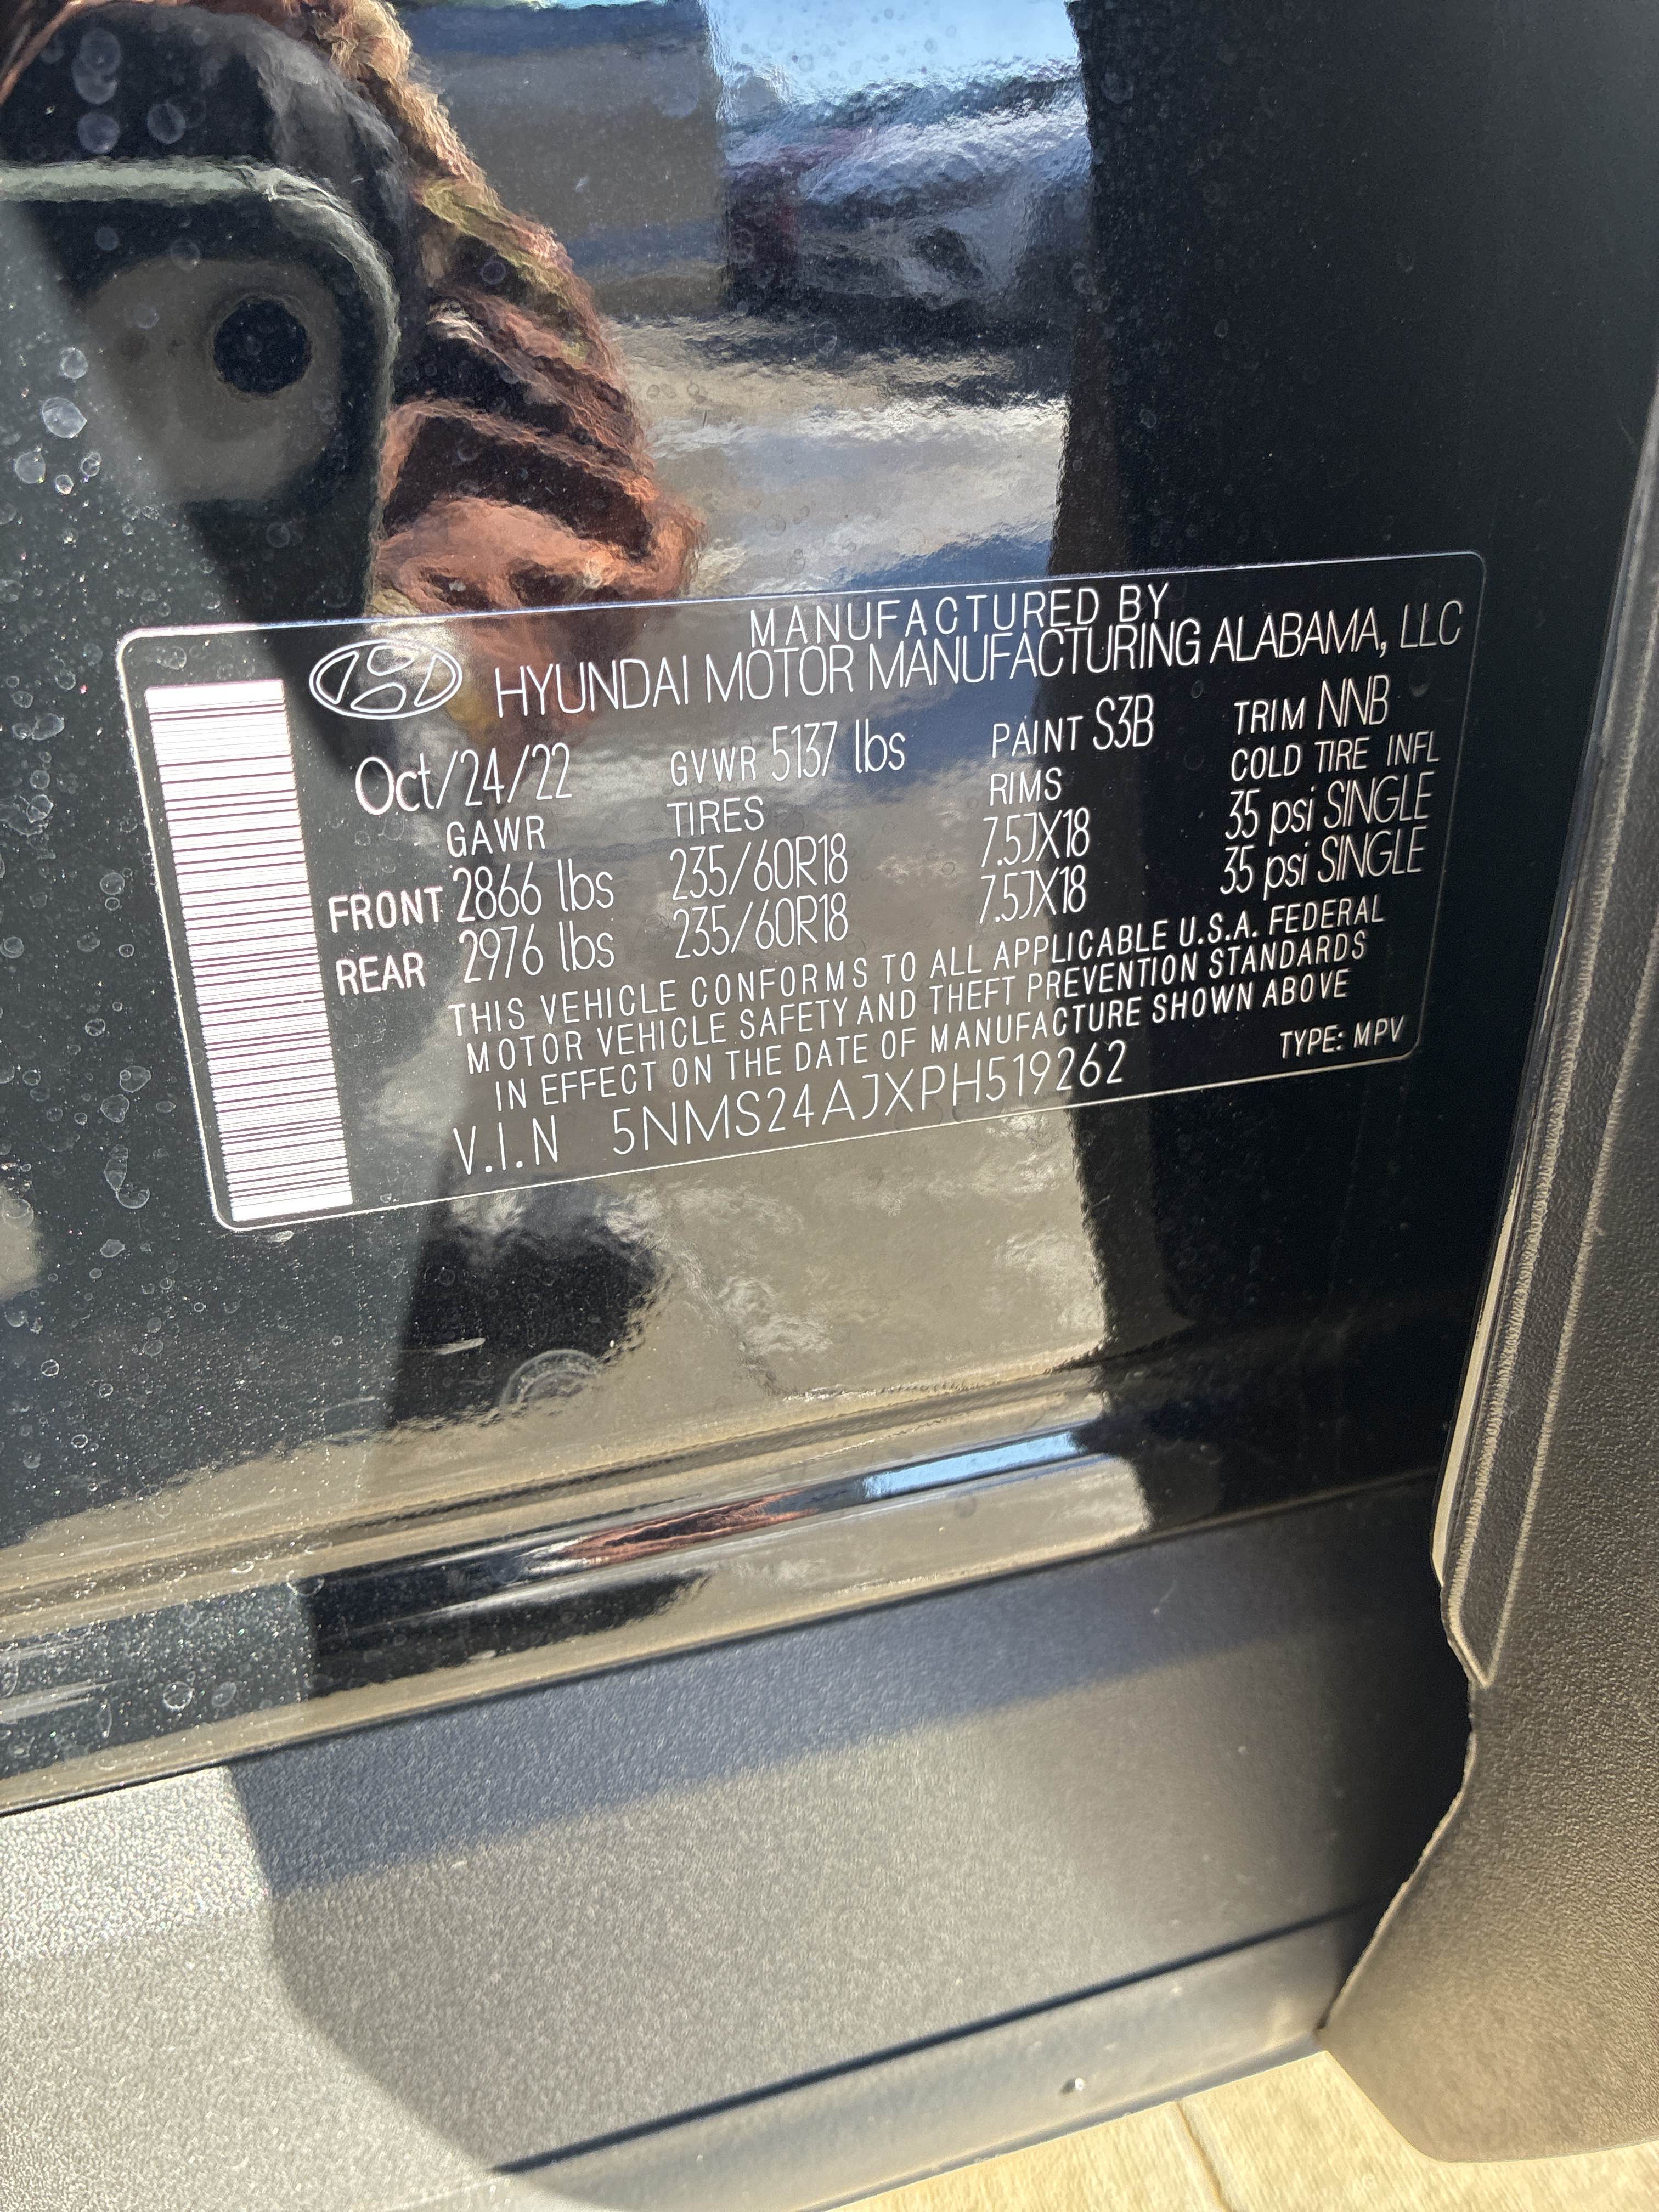 MANUFACTURED BY
HYUNDAI MOTOR MANUFACTURING ALABAMA, LLC
Oct/24/22 GVWR 5137 lbs PAINT S3B TRIM NNB
GAWR TIRES RIMS COLD TIRE INFL
FRONT 2866 lbs 235/60R18 7.5JX18 35 psi SINGLE
REAR 2976 lbs 235/60R18 7.5JX18 35 psi SINGLE
THIS VEHICLE CONFORMS TO ALL APPLICABLE U.S.A. FEDERAL
MOTOR VEHICLE SAFETY AND THEFT PREVENTION STANDARDS
IN EFFECT ON THE DATE OF MANUFACTURE SHOWN ABOVE
V.I.N 5NMS24AJXPH519262 TYPE: MPV